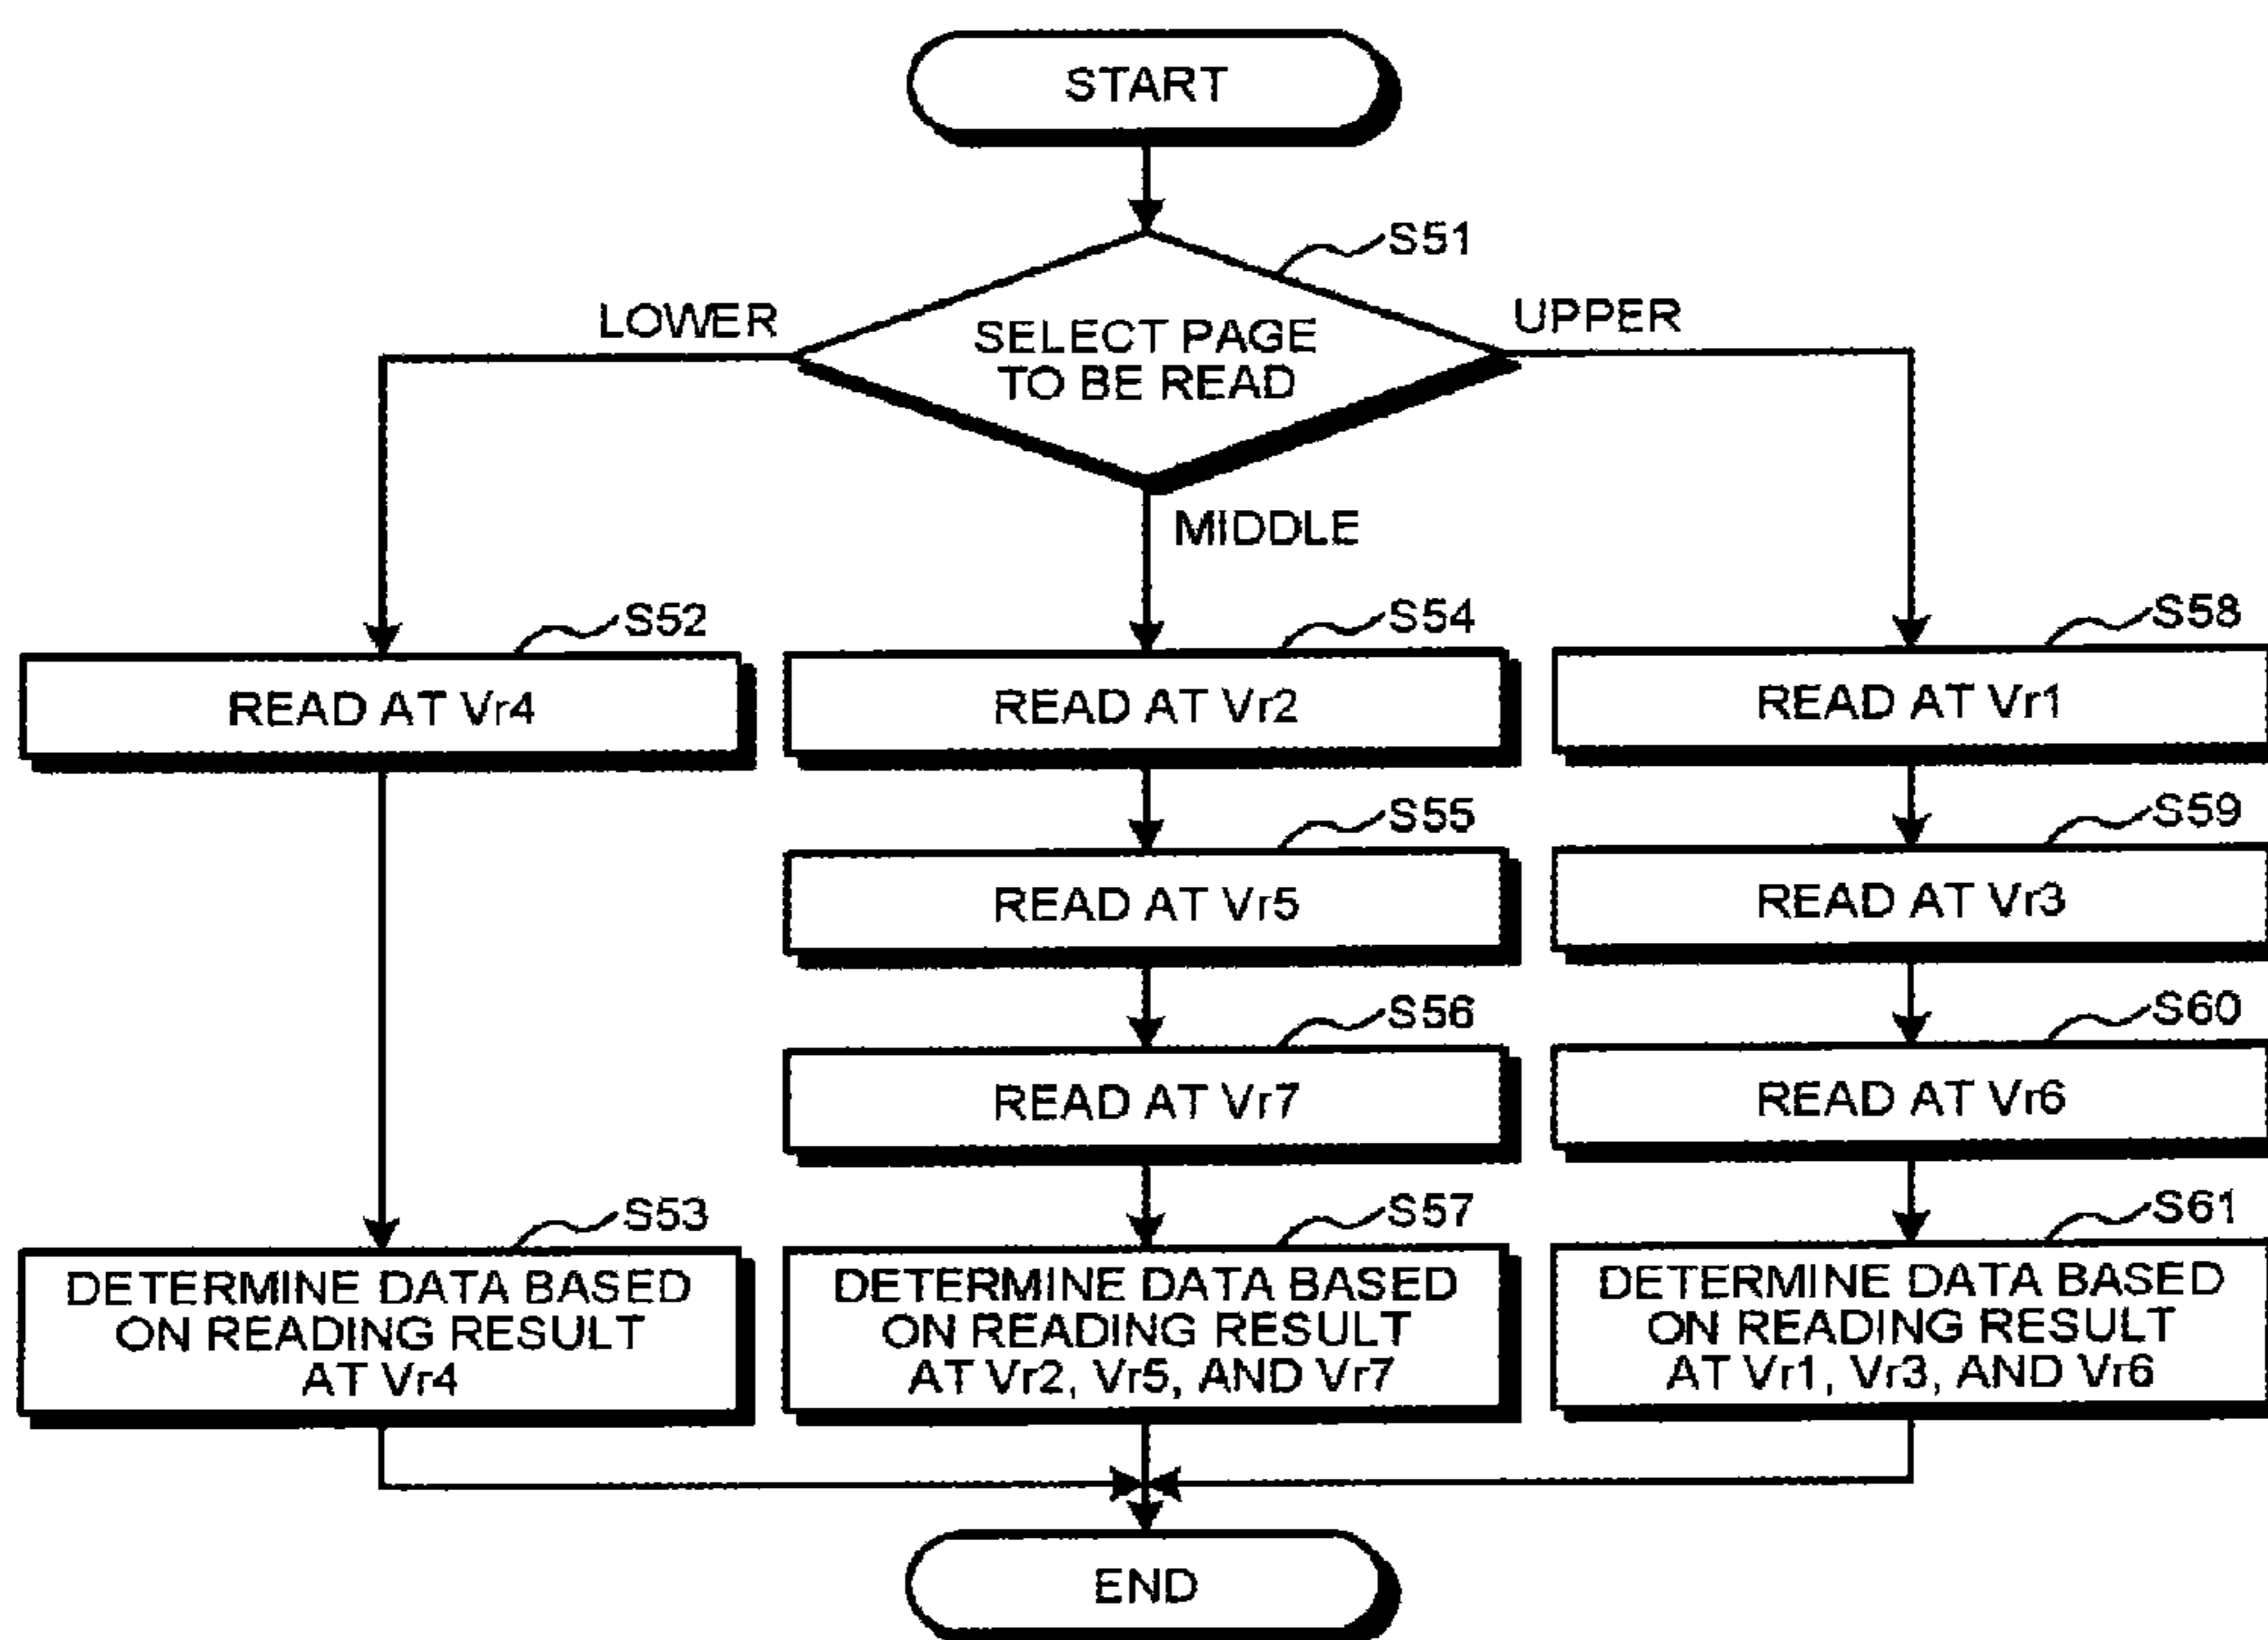 START
S51
LOWER
UPPER
SELECT PAGE
TO BE READ
MIDDLE
S52
S54
S58
READ AT Vr4
READ AT Vr2
READ AT Vr1
S55
S59
READ AT Vr5
READ AT Vr3
S56
S60
READ AT Vr7
READ AT Vr6
S53
S57
S61
DETERMINE DATA BASED
ON READING RESULT
AT Vr4
DETERMINE DATA BASED
ON READING RESULT
AT Vr2, Vr5, AND Vr7
DETERMINE DATA BASED
ON READING RESULT
AT Vr1, Vr3, AND Vr6
END